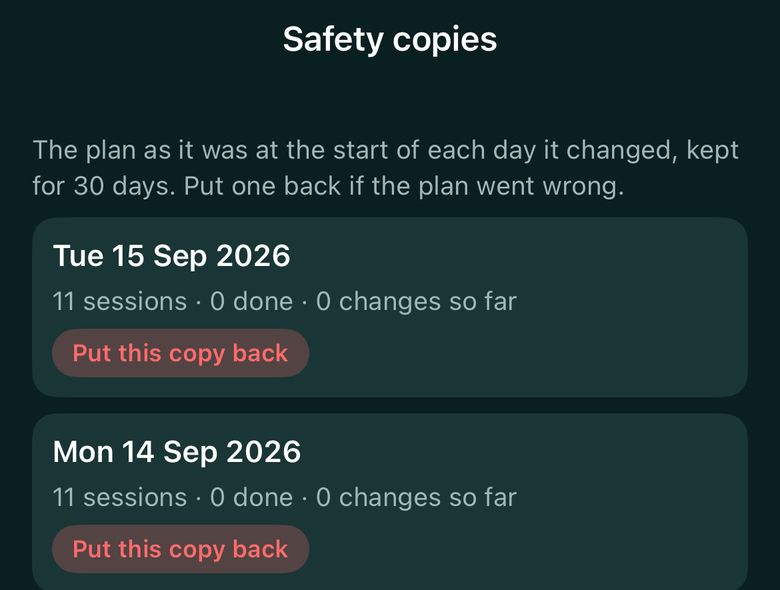 Safety copies
The plan as it was at the start of each day it changed, kept
for 30 days. Put one back if the plan went wrong.
Tue 15 Sep 2026
11 sessions · 0 done · 0 changes so far
Put this copy back
Mon 14 Sep 2026
11 sessions · 0 done · 0 changes so far
Put this copy back